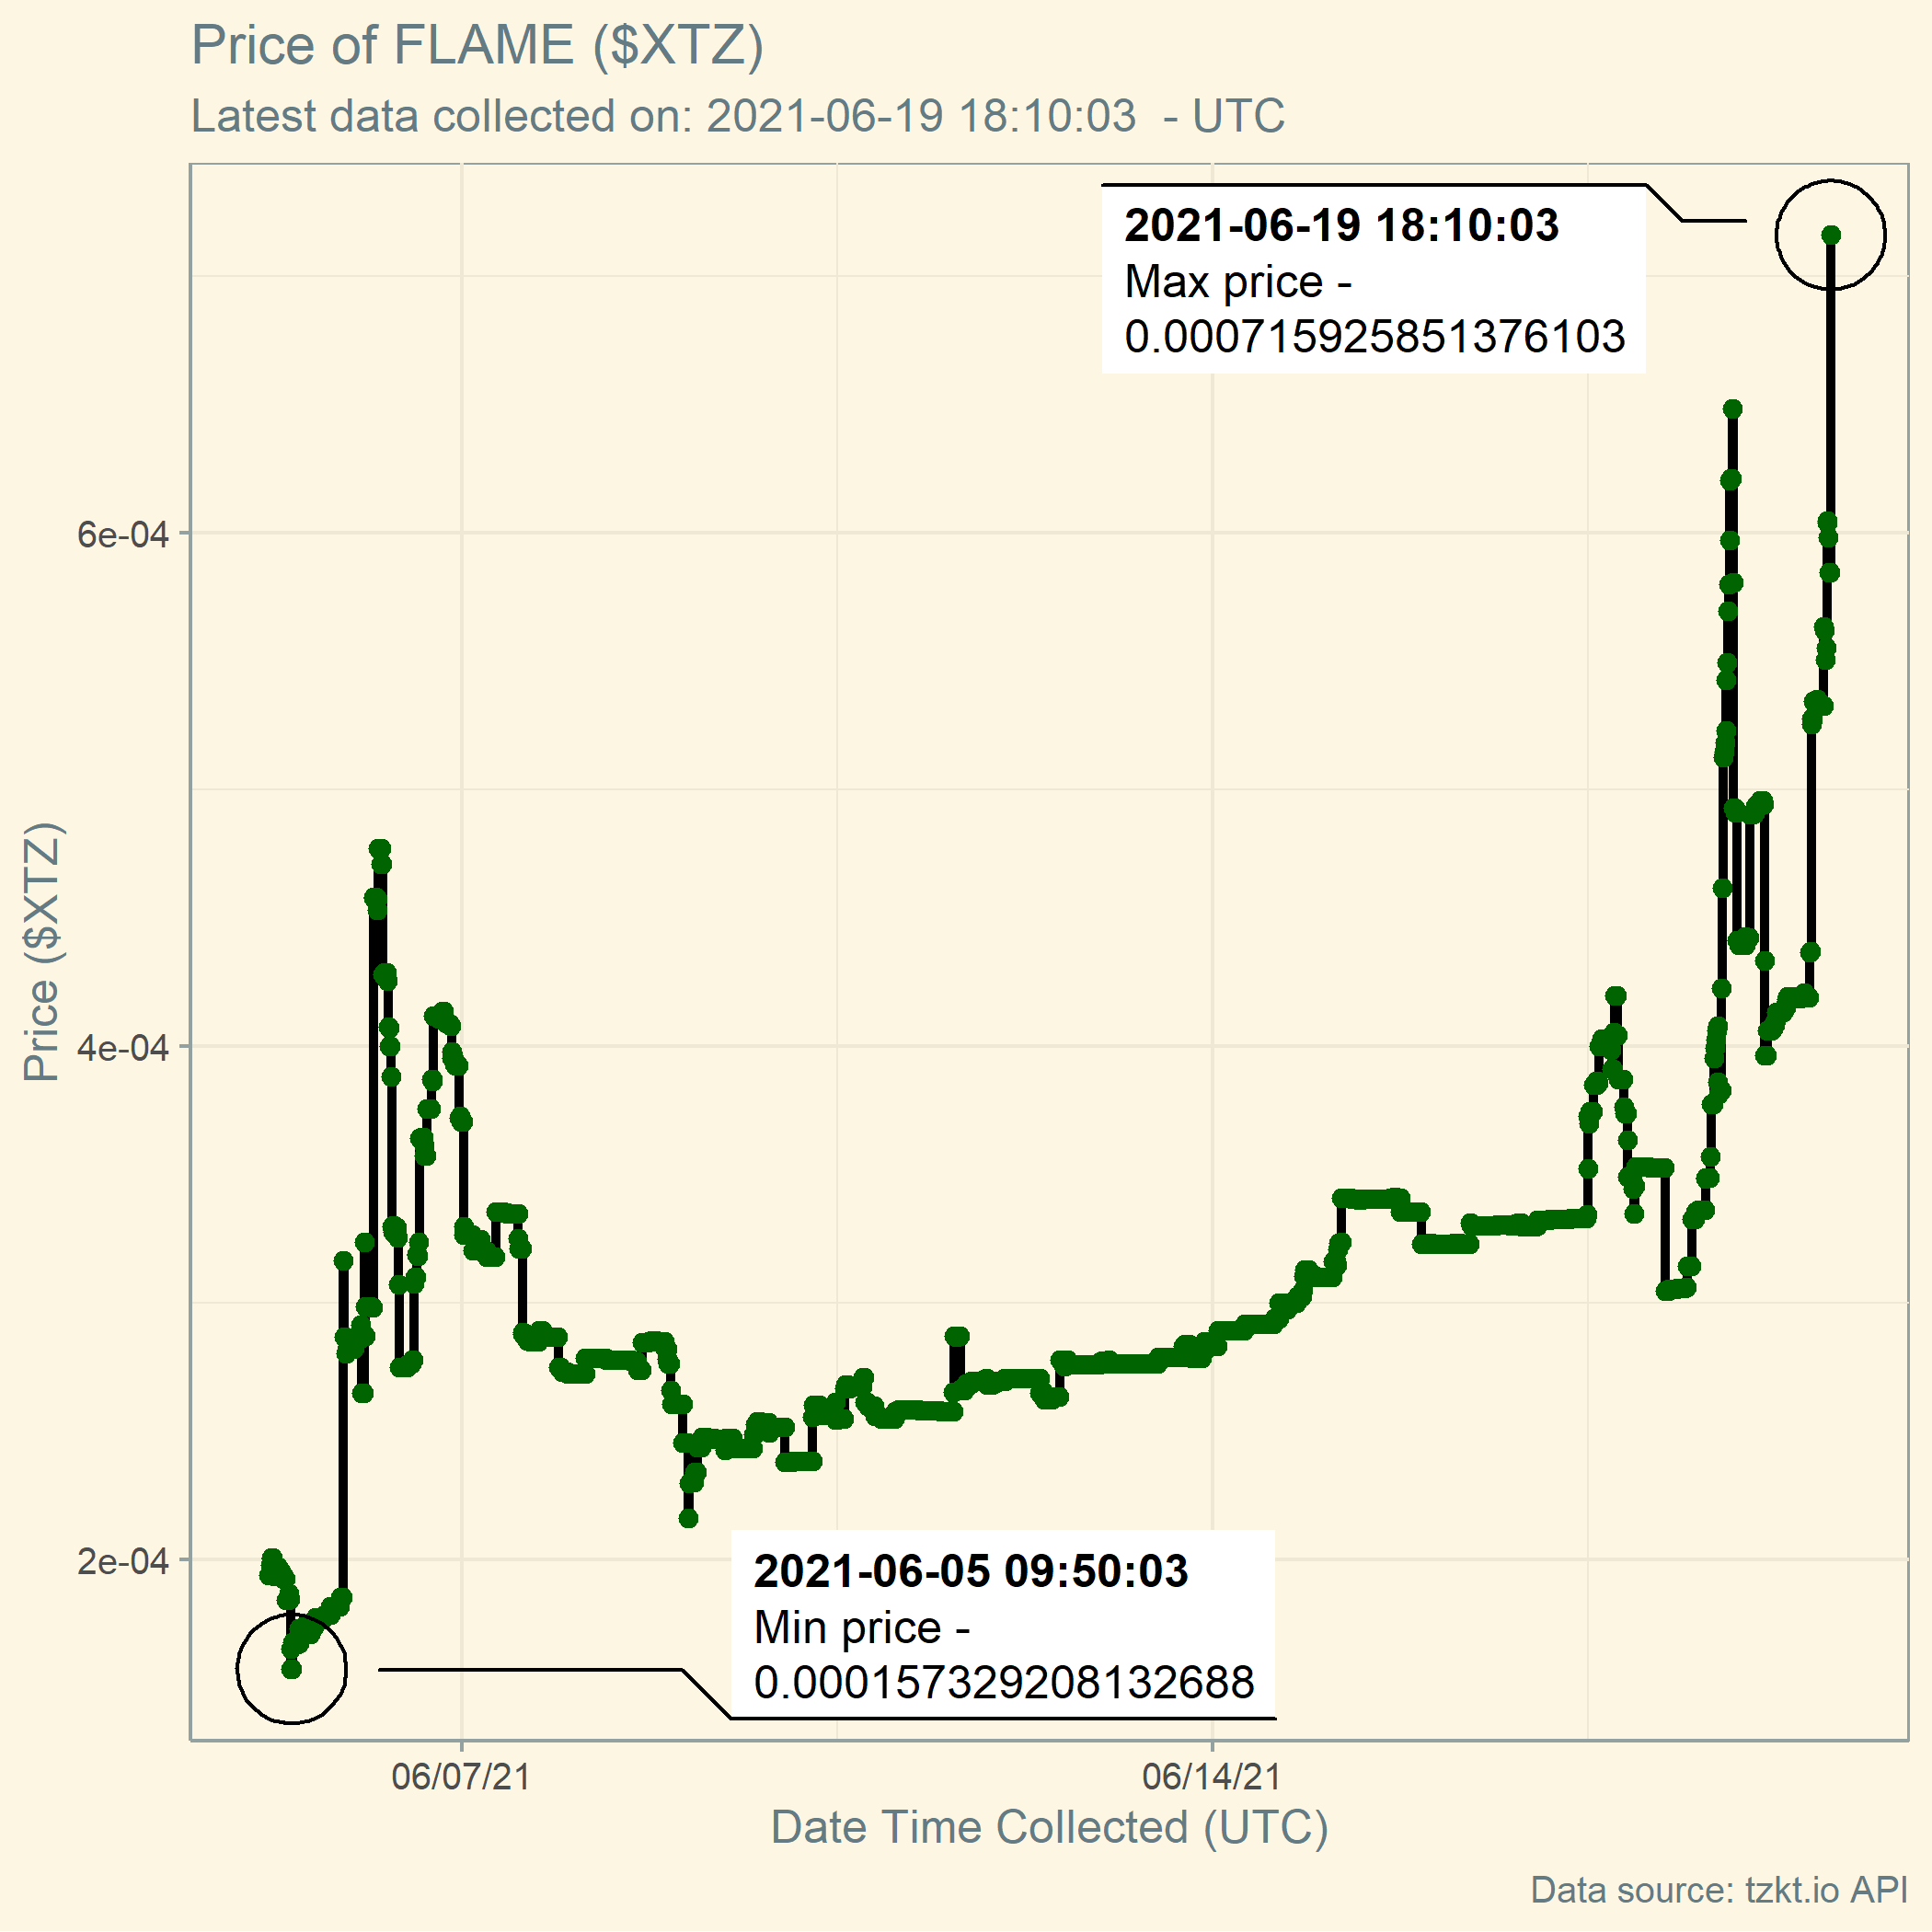 Price of FLAME ($XTZ)
Latest data collected on: 2021-06-19 18:10:03  - UTC
2021-06-19 18:10:03
Max price -
0.000715925851376103
6e-04
Price ($XTZ)
4e-04
2e-04
2021-06-05 09:50:03
Min price -
0.000157329208132688
06/07/21
06/14/21
Date Time Collected (UTC)
Data source: tzkt.io API